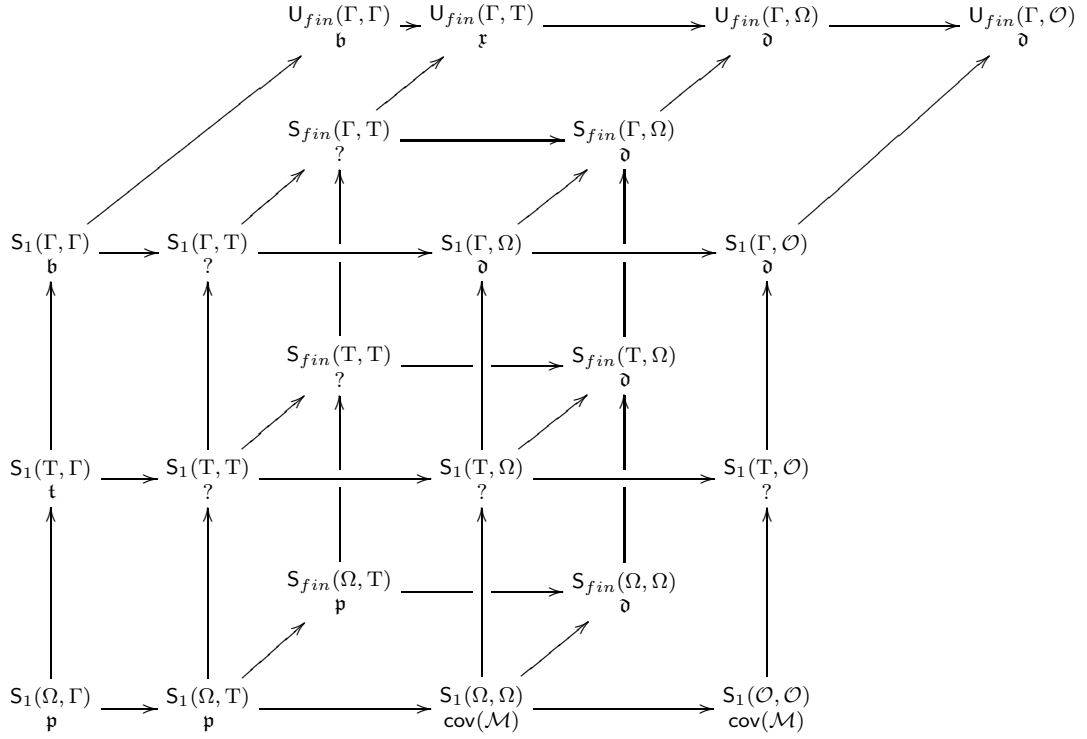 U_{fin}(Γ, Γ) U_{fin}(Γ, T) U_{fin}(Γ, Ω) U_{fin}(Γ, 𝒪)
𝔟 𝔵 𝔡 𝔡
S_{fin}(Γ, T) S_{fin}(Γ, Ω)
? 𝔡
S_1(Γ, Γ) S_1(Γ, T) S_1(Γ, Ω) S_1(Γ, 𝒪)
𝔟 ? 𝔡 𝔡
S_{fin}(T, T) S_{fin}(T, Ω)
? 𝔡
S_1(T, Γ) S_1(T, T) S_1(T, Ω) S_1(T, 𝒪)
𝔱 ? ? ?
S_{fin}(Ω, T) S_{fin}(Ω, Ω)
𝔭 𝔡
S_1(Ω, Γ) S_1(Ω, T) S_1(Ω, Ω) S_1(𝒪, 𝒪)
𝔭 𝔭 cov(ℳ) cov(ℳ)